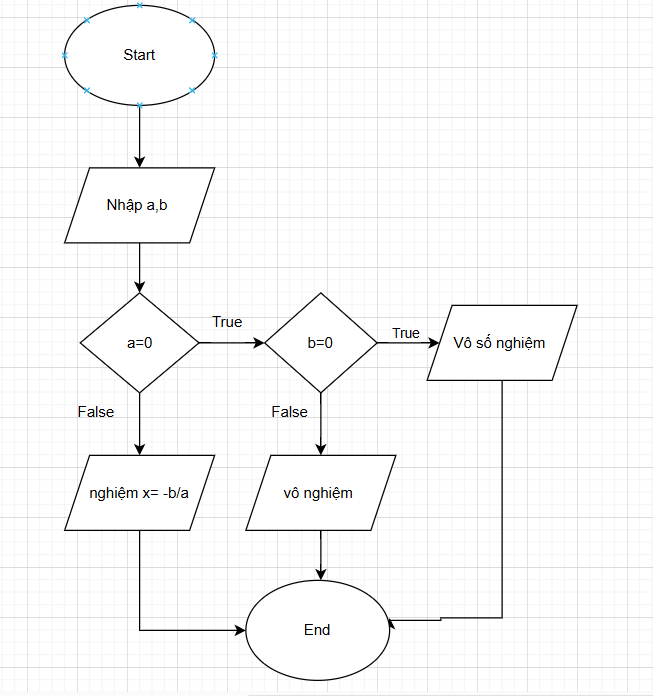 Start
Nhập a,b
a=0
True
b=0
True
Vô số nghiệm
False
False
nghiệm x= -b/a
vô nghiệm
End